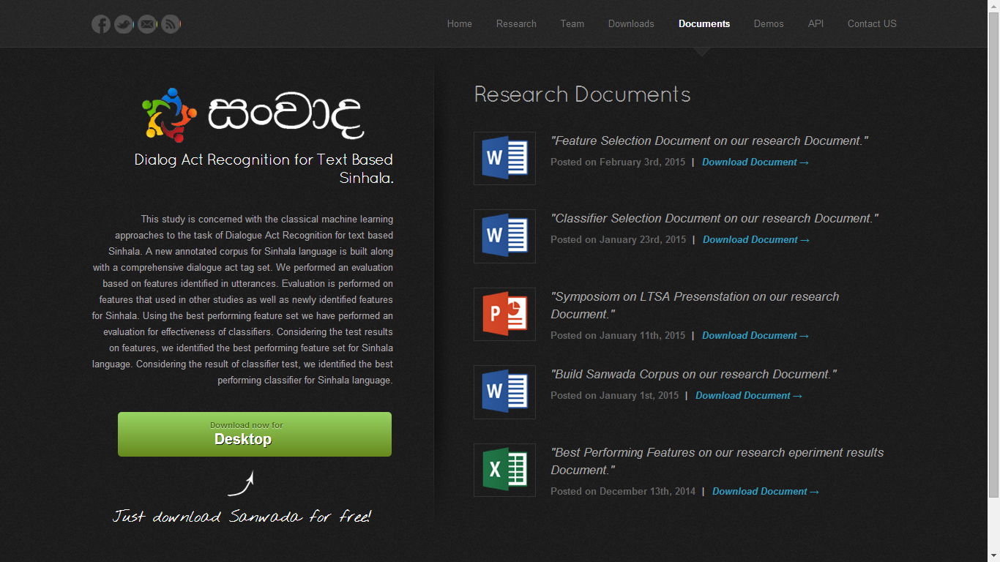 Home Research Team Downloads Documents Demos API Contact US
සංවාද
Dialog Act Recognition for Text Based
Sinhala.
This study is concerned with the classical machine learning
approaches to the task of Dialogue Act Recognition for text based
Sinhala. A new annotated corpus for Sinhala language is built along
with a comprehensive dialogue act tag set. We performed an evaluation
based on features identified in utterances. Evaluation is performed on
features that used in other studies as well as newly identified features
for Sinhala. Using the best performing feature set we have performed an
evaluation for effectiveness of classifiers. Considering the test results
on features, we identified the best performing feature set for Sinhala
language. Considering the result of classifier test, we identified the best
performing classifier for Sinhala language.
Download now for
Desktop
Just download Sanwada for free!
Research Documents
W
"Feature Selection Document on our research Document."
Posted on February 3rd, 2015 | Download Document →
W
"Classifier Selection Document on our research Document."
Posted on January 23rd, 2015 | Download Document →
P
"Symposiom on LTSA Presenstation on our research
Document."
Posted on January 11th, 2015 | Download Document →
W
"Build Sanwada Corpus on our research Document."
Posted on January 1st, 2015 | Download Document →
X
"Best Performing Features on our research eperiment results
Document."
Posted on December 13th, 2014 | Download Document →